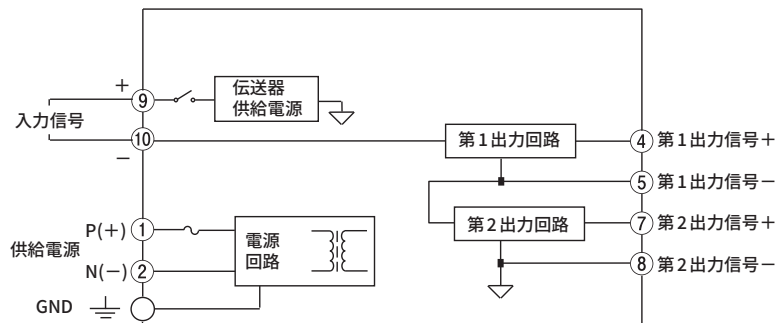 +
⑨
伝送器
供給電源
入力信号
⑩
−
第1出力回路
④ 第1出力信号＋
⑤ 第1出力信号−
第2出力回路
⑦ 第2出力信号＋
⑧ 第2出力信号−
P(+) ①
供給電源
N(−) ②
電源
回路
GND